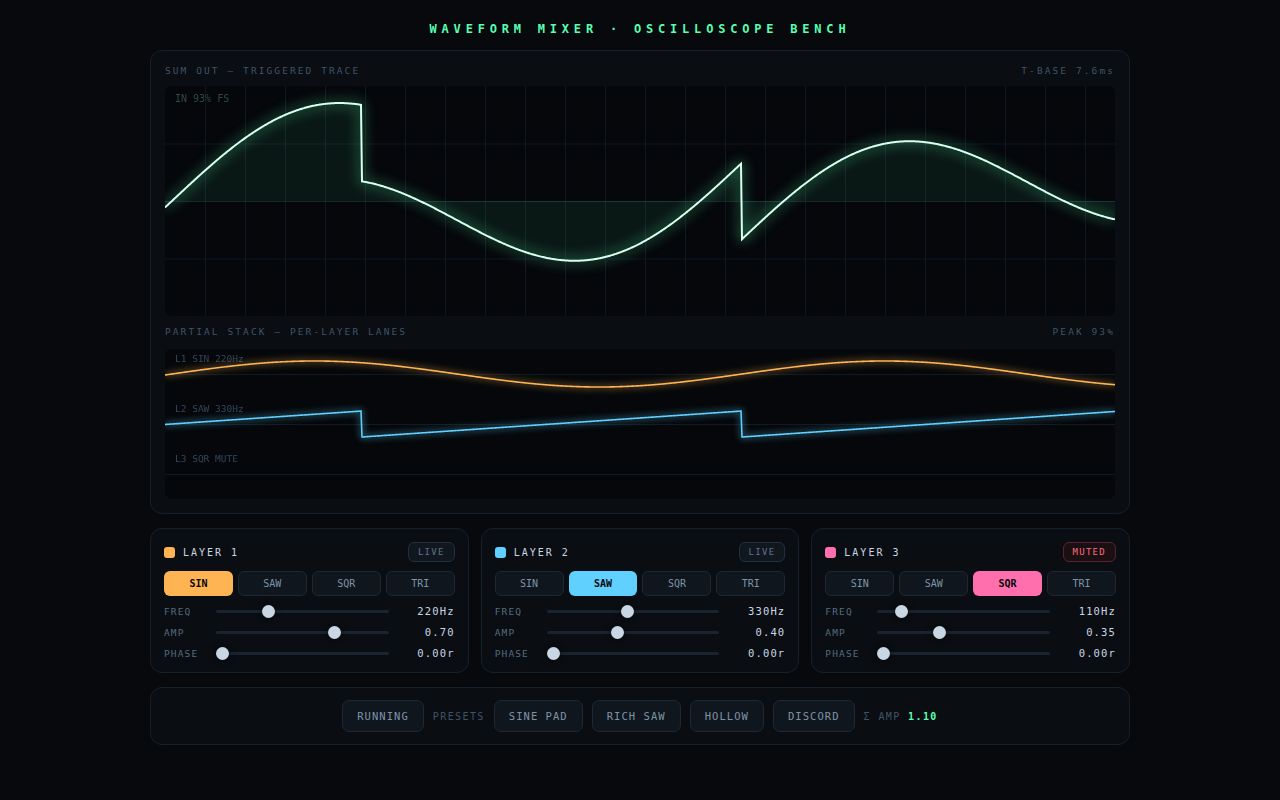 WAVEFORM MIXER · OSCILLOSCOPE BENCH
SUM OUT — TRIGGERED TRACE T-BASE 7.6ms
IN 93% FS
PARTIAL STACK — PER-LAYER LANES PEAK 93%
L1 SIN 220Hz
L2 SAW 330Hz
L3 SQR MUTE
LAYER 1 LIVE
SIN SAW SQR TRI
FREQ 220Hz
AMP 0.70
PHASE 0.00r
LAYER 2 LIVE
SIN SAW SQR TRI
FREQ 330Hz
AMP 0.40
PHASE 0.00r
LAYER 3 MUTED
SIN SAW SQR TRI
FREQ 110Hz
AMP 0.35
PHASE 0.00r
RUNNING PRESETS SINE PAD RICH SAW HOLLOW DISCORD Σ AMP 1.10